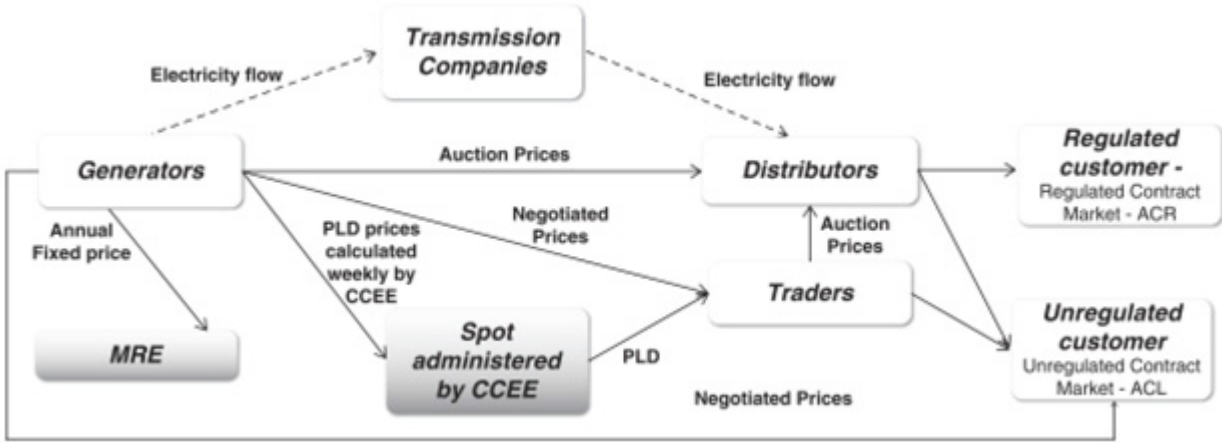 Transmission
Companies
Electricity flow
Electricity flow
Generators
Auction Prices
Distributors
Regulated
customer -
Regulated Contract
Market - ACR
Annual
Fixed price
PLD prices
calculated
weekly by
CCEE
Negotiated
Prices
Auction
Prices
Traders
MRE
Spot
administered
by CCEE
PLD
Unregulated
customer
Unregulated Contract
Market - ACL
Negotiated Prices